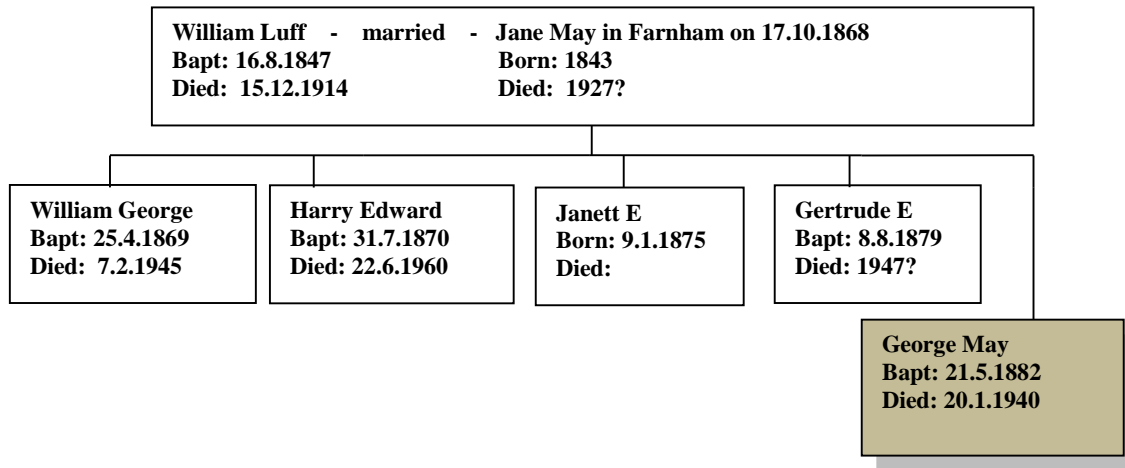 William Luff - married - Jane May in Farnham on 17.10.1868
Bapt: 16.8.1847 Born: 1843
Died: 15.12.1914 Died: 1927?
William George
Bapt: 25.4.1869
Died: 7.2.1945
Harry Edward
Bapt: 31.7.1870
Died: 22.6.1960
Janett E
Born: 9.1.1875
Died:
Gertrude E
Bapt: 8.8.1879
Died: 1947?
George May
Bapt: 21.5.1882
Died: 20.1.1940